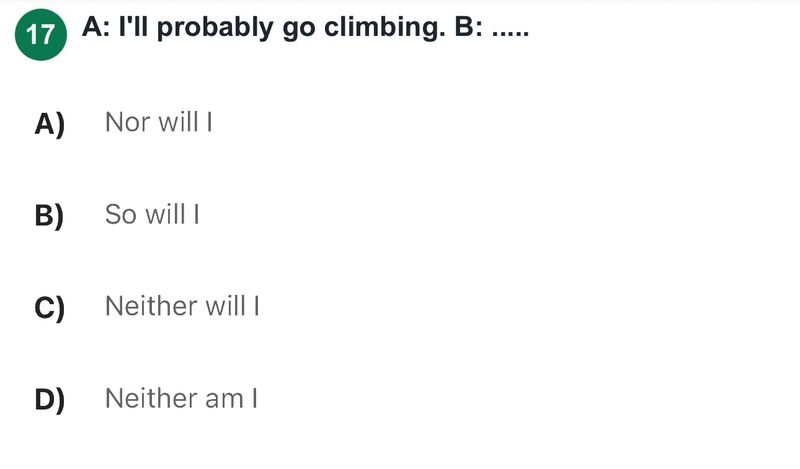 17 A: I'll probably go climbing. B: .....
A) Nor will I
B) So will I
C) Neither will I
D) Neither am I